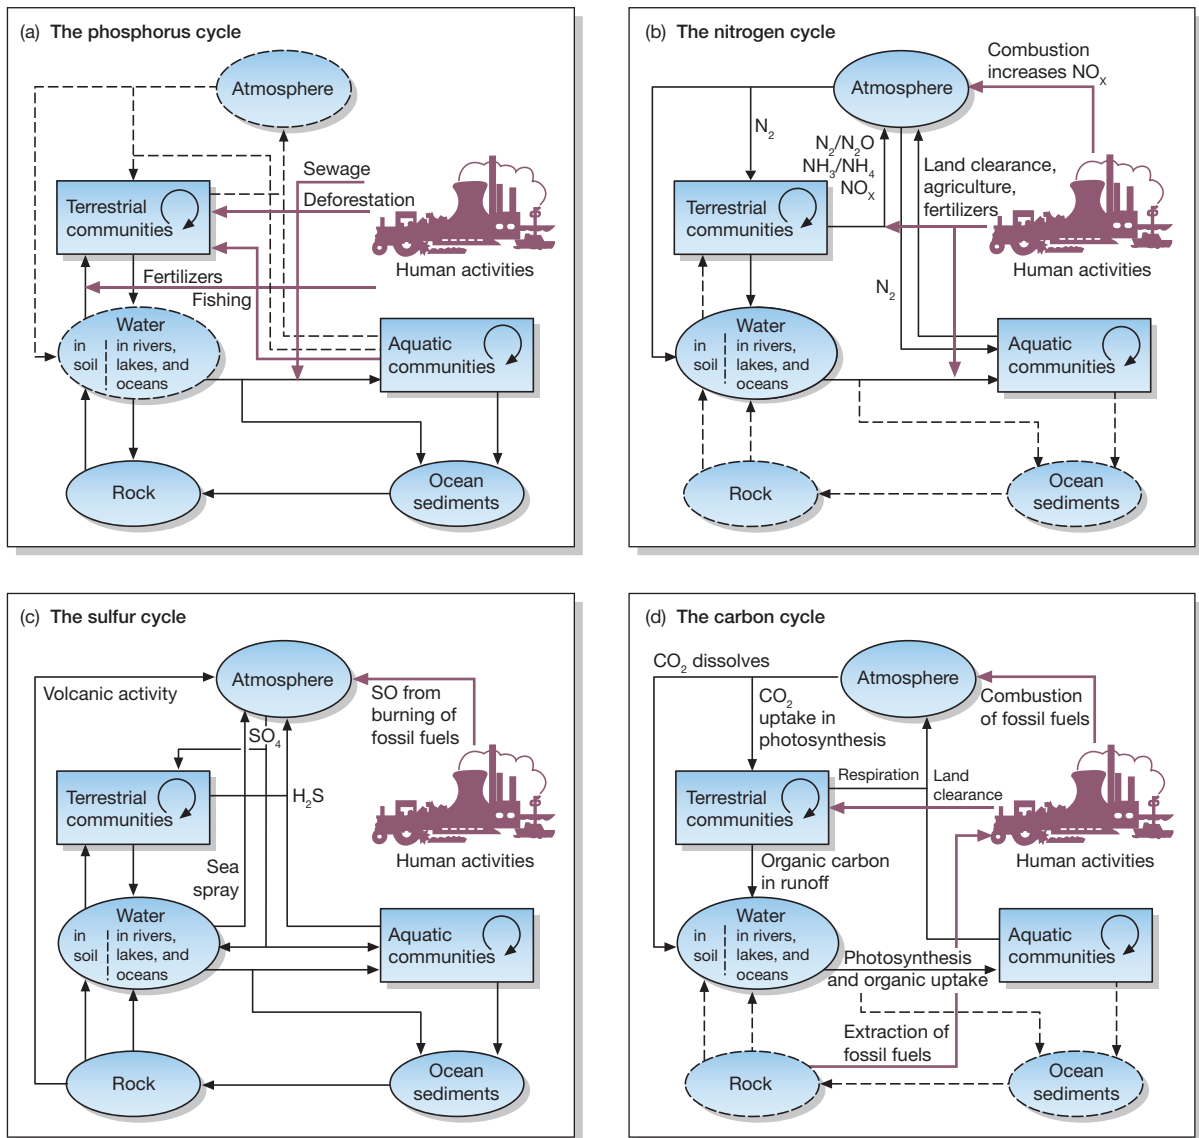 (a) The phosphorus cycle
Atmosphere
Sewage
Deforestation
Terrestrial
communities
Human activities
Fertilizers
Fishing
Water
in
soil
in rivers,
lakes, and
oceans
Aquatic
communities
Rock
Ocean
sediments
(b) The nitrogen cycle
Combustion
increases NOX
Atmosphere
N2
N2/N2O
NH3/NH4
NOX
Land clearance,
agriculture,
fertilizers
Terrestrial
communities
Human activities
N2
Water
in
soil
in rivers,
lakes, and
oceans
Aquatic
communities
Rock
Ocean
sediments
(c) The sulfur cycle
Atmosphere
Volcanic activity
SO from
burning of
fossil fuels
SO4
H2S
Terrestrial
communities
Human activities
Sea
spray
Water
in
soil
in rivers,
lakes, and
oceans
Aquatic
communities
Rock
Ocean
sediments
(d) The carbon cycle
CO2 dissolves
Atmosphere
CO2
uptake in
photosynthesis
Combustion
of fossil fuels
Respiration
Land
clearance
Terrestrial
communities
Human activities
Organic carbon
in runoff
Water
in
soil
in rivers,
lakes, and
oceans
Aquatic
communities
Photosynthesis
and organic uptake
Extraction of
fossil fuels
Rock
Ocean
sediments